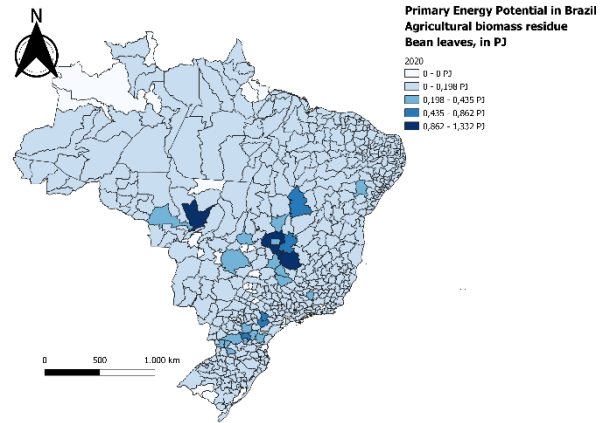 Primary Energy Potential in Brazil
Agricultural biomass residue
Bean leaves, in PJ
2020
0 - 0 PJ
0 - 0,198 PJ
0,198 - 0,435 PJ
0,435 - 0,862 PJ
0,862 - 1,332 PJ
0 500 1.000 km